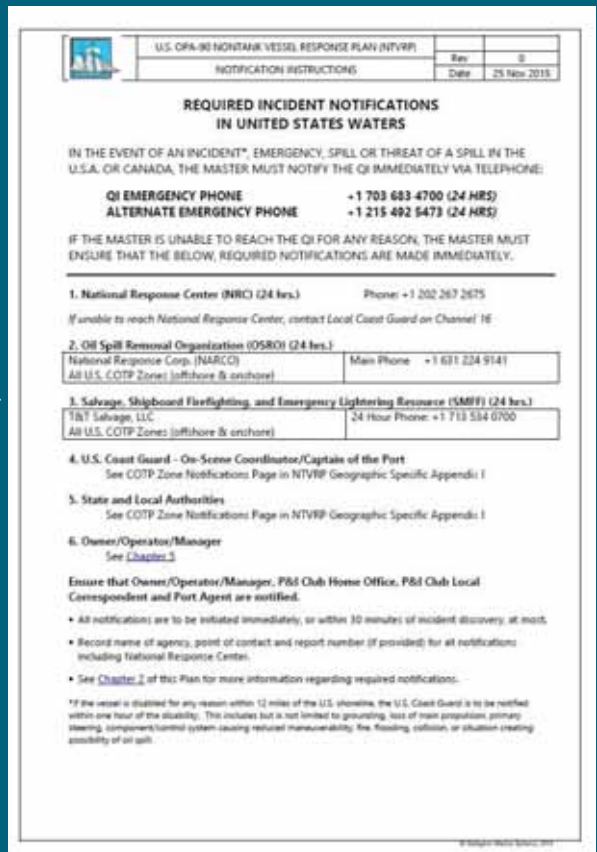 U.S. OPA-90 NONTANK VESSEL RESPONSE PLAN (NTVRP)
NOTIFICATION INSTRUCTIONS
Rev 0
Date 25 Nov 2015
REQUIRED INCIDENT NOTIFICATIONS
IN UNITED STATES WATERS
IN THE EVENT OF AN INCIDENT*, EMERGENCY, SPILL OR THREAT OF A SPILL IN THE
U.S.A. OR CANADA, THE MASTER MUST NOTIFY THE QI IMMEDIATELY VIA TELEPHONE:
QI EMERGENCY PHONE +1 703 683-4700 (24 HRS)
ALTERNATE EMERGENCY PHONE +1 215 492 5473 (24 HRS)
IF THE MASTER IS UNABLE TO REACH THE QI FOR ANY REASON, THE MASTER MUST
ENSURE THAT THE BELOW, REQUIRED NOTIFICATIONS ARE MADE IMMEDIATELY.
1. National Response Center (NRC) (24 hrs.) Phone: +1 202 267 2675
If unable to reach National Response Center, contact Local Coast Guard on Channel 16
2. Oil Spill Removal Organization (OSRO) (24 hrs.)
National Response Corp. (NARCO) Main Phone +1 631 224 9141
All U.S. COTP Zones (offshore & onshore)
3. Salvage, Shipboard Firefighting, and Emergency Lightering Resource (SMFF) (24 hrs.)
T&T Salvage, LLC 24 Hour Phone: +1 713 534 0700
All U.S. COTP Zones (offshore & onshore)
4. U.S. Coast Guard - On-Scene Coordinator/Captain of the Port
See COTP Zone Notifications Page in NTVRP Geographic Specific Appendix I
5. State and Local Authorities
See COTP Zone Notifications Page in NTVRP Geographic Specific Appendix I
6. Owner/Operator/Manager
See Chapter 5
Ensure that Owner/Operator/Manager, P&I Club Home Office, P&I Club Local
Correspondent and Port Agent are notified.
• All notifications are to be initiated immediately, or within 30 minutes of incident discovery, at most.
• Record name of agency, point of contact and report number (if provided) for all notifications
including National Response Center.
• See Chapter 2 of this Plan for more information regarding required notifications.
*If the vessel is disabled for any reason within 12 miles of the U.S. shoreline, the U.S. Coast Guard is to be notified
within one hour of the disability. This includes but is not limited to grounding, loss of main propulsion, primary
steering, component/control system causing reduced maneuverability, fire, flooding, collision, or situation creating
possibility of oil spill.